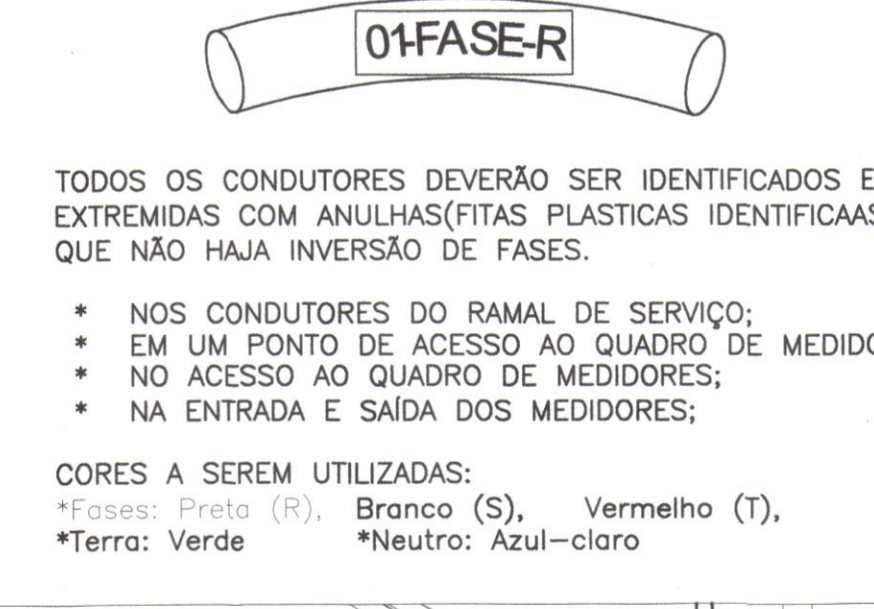 01-FASE-R
TODOS OS CONDUTORES DEVERÃO SER IDENTIFICADOS E
EXTREMIDAS COM ANULHAS(FITAS PLASTICAS IDENTIFICAAS
QUE NÃO HAJA INVERSÃO DE FASES.
* NOS CONDUTORES DO RAMAL DE SERVIÇO;
* EM UM PONTO DE ACESSO AO QUADRO DE MEDIDO
* NO ACESSO AO QUADRO DE MEDIDORES;
* NA ENTRADA E SAÍDA DOS MEDIDORES;
CORES A SEREM UTILIZADAS:
*Fases: Preta (R), Branco (S), Vermelho (T),
*Terra: Verde *Neutro: Azul-claro